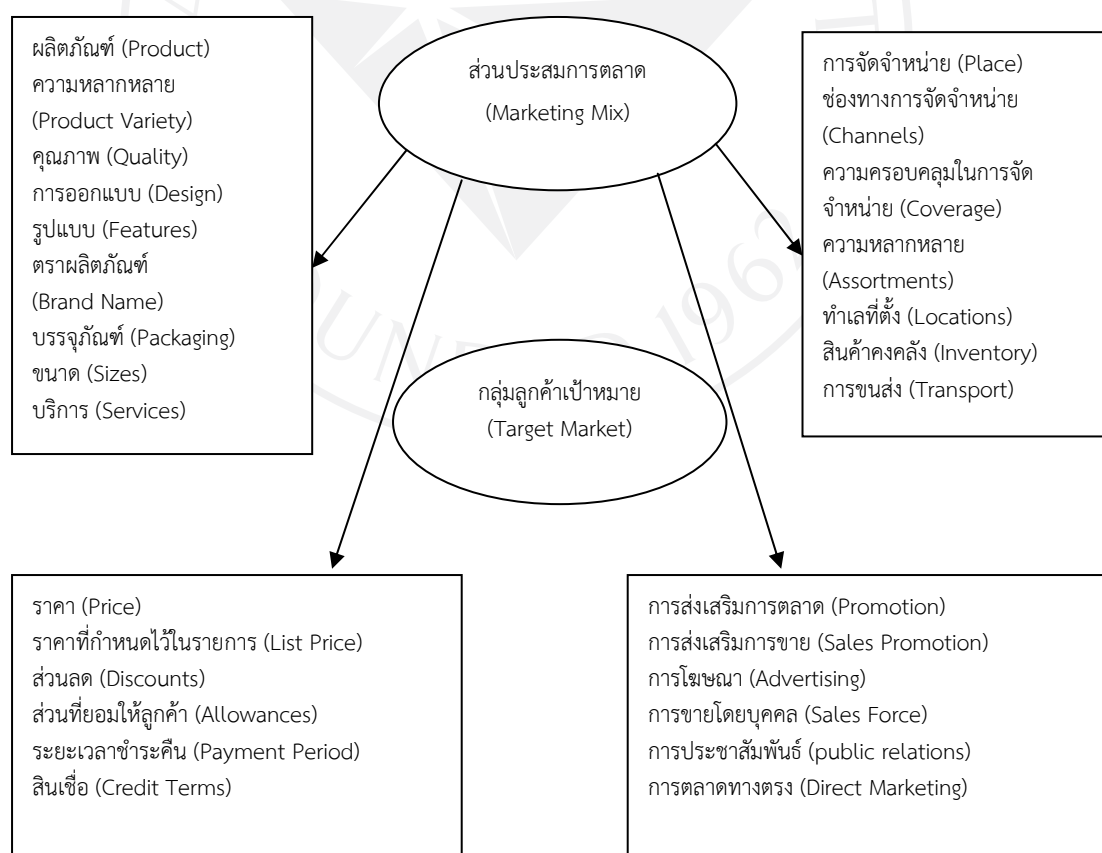 ผลิตภัณฑ์ (Product)
ความหลากหลาย
(Product Variety)
คุณภาพ (Quality)
การออกแบบ (Design)
รูปแบบ (Features)
ตราผลิตภัณฑ์
(Brand Name)
บรรจุภัณฑ์ (Packaging)
ขนาด (Sizes)
บริการ (Services)
ส่วนประสมการตลาด
(Marketing Mix)
การจัดจำหน่าย (Place)
ช่องทางการจัดจำหน่าย
(Channels)
ความครอบคลุมในการจัด
จำหน่าย (Coverage)
ความหลากหลาย
(Assortments)
ทำเลที่ตั้ง (Locations)
สินค้าคงคลัง (Inventory)
การขนส่ง (Transport)
กลุ่มลูกค้าเป้าหมาย
(Target Market)
ราคา (Price)
ราคาที่กำหนดไว้ในรายการ (List Price)
ส่วนลด (Discounts)
ส่วนที่ยอมให้ลูกค้า (Allowances)
ระยะเวลาชำระคืน (Payment Period)
สินเชื่อ (Credit Terms)
การส่งเสริมการตลาด (Promotion)
การส่งเสริมการขาย (Sales Promotion)
การโฆษณา (Advertising)
การขายโดยบุคคล (Sales Force)
การประชาสัมพันธ์ (public relations)
การตลาดทางตรง (Direct Marketing)